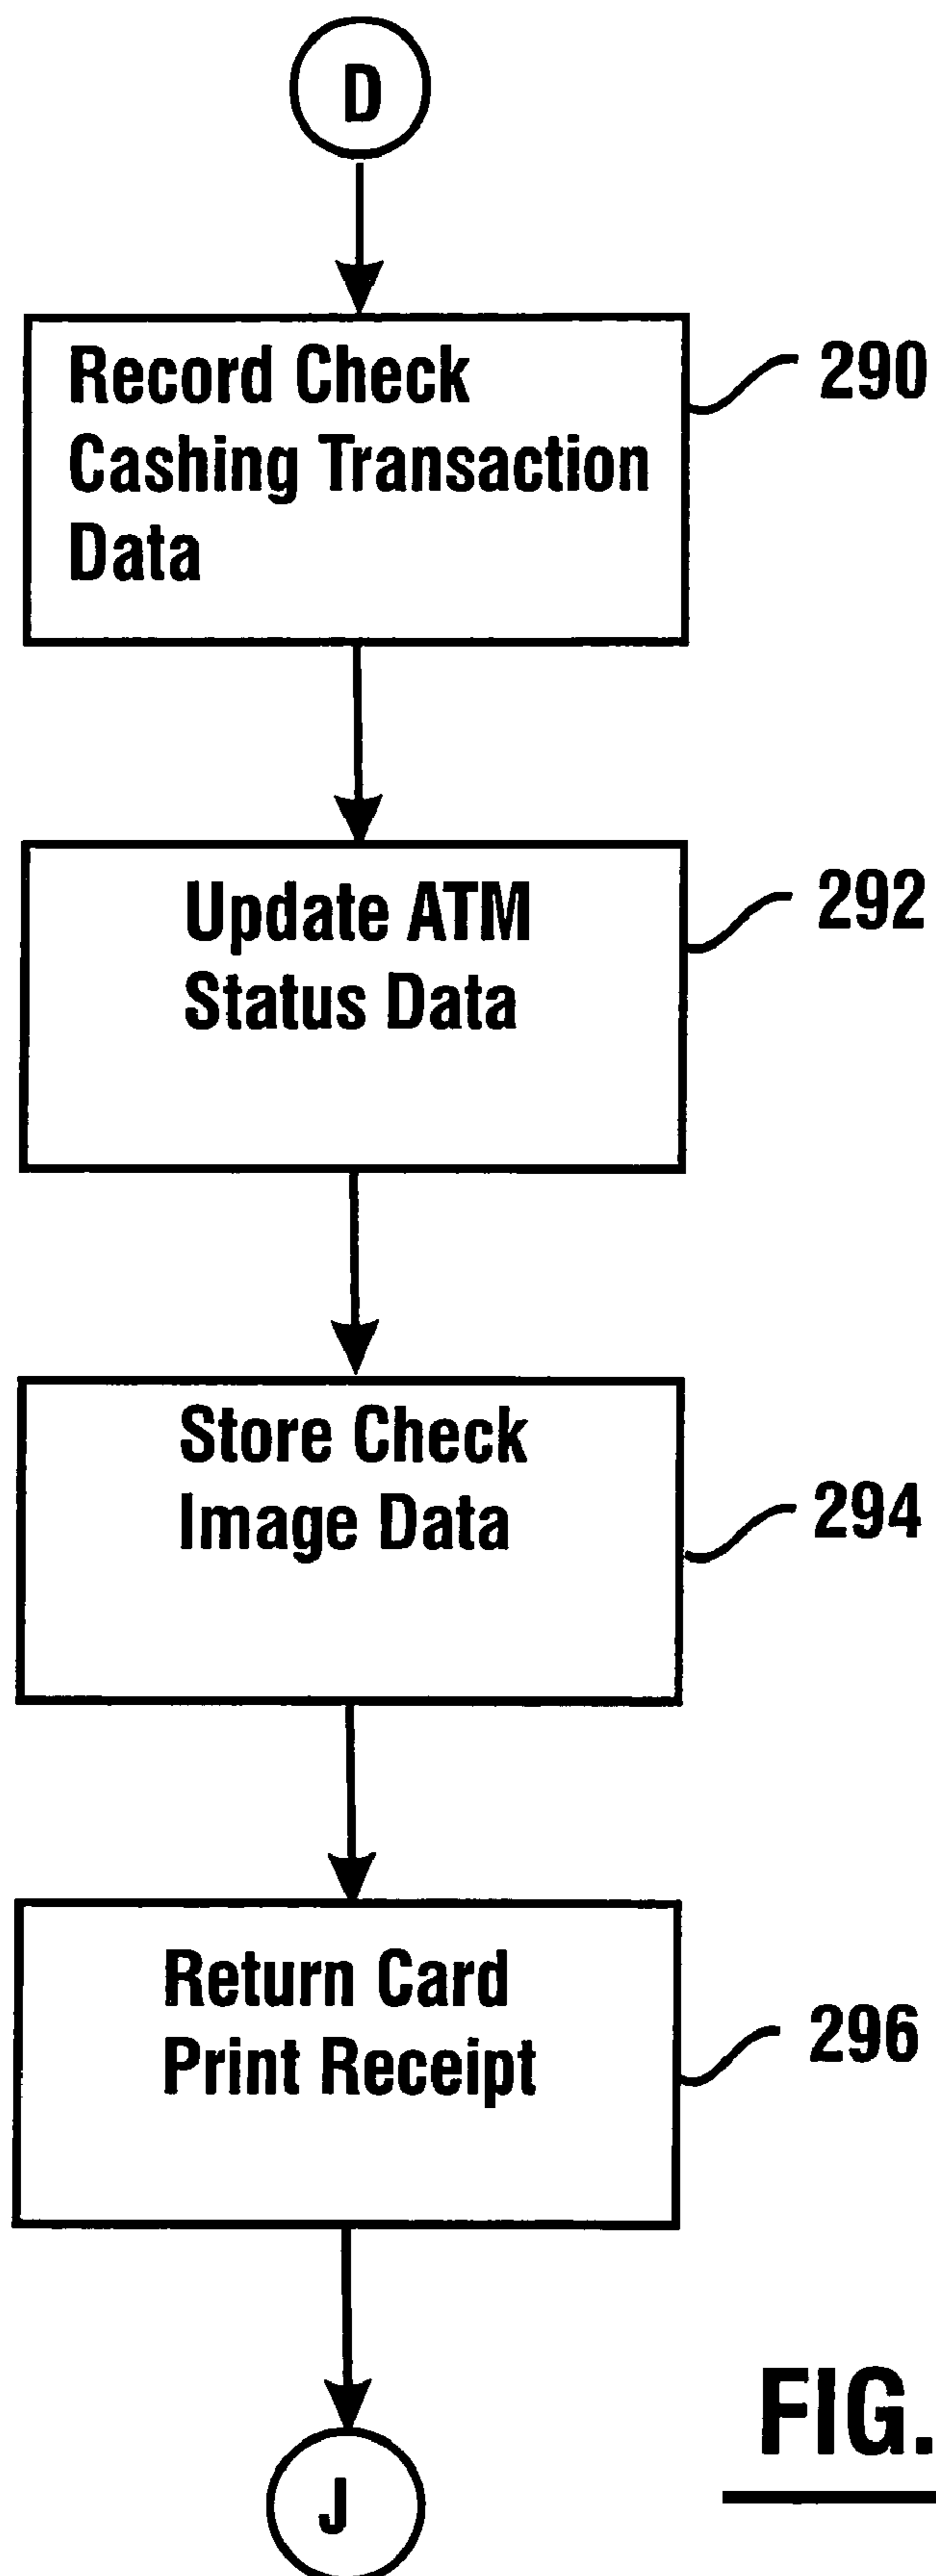 D
Record Check
Cashing Transaction
Data
290
Update ATM
Status Data
292
Store Check
Image Data
294
Return Card
Print Receipt
296
FIG.
J